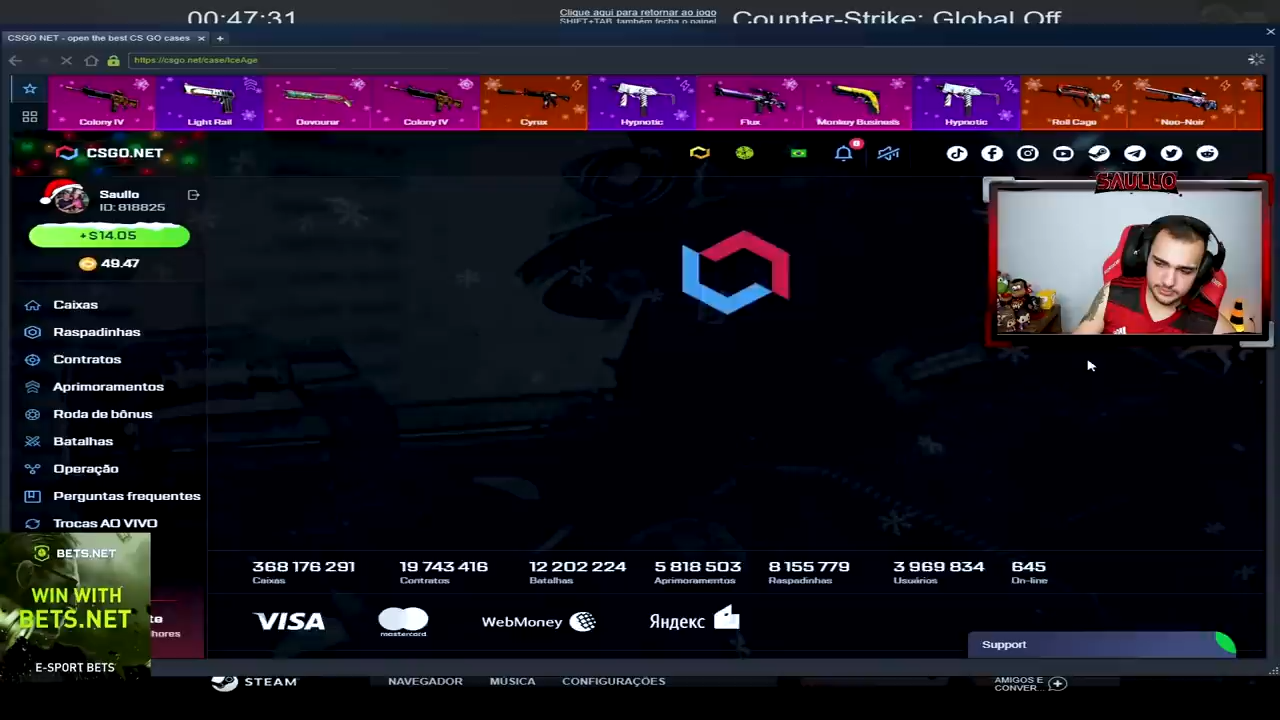 00:47:31
Clique aqui para retornar ao jogo
SHIFT+TAB também fecha o painel
Counter-Strike: Global Off
CSGO NET - open the best CS GO cases
https://csgo.net/case/IceAge
Colony IV
Light Rail
Devourer
Colony IV
Cyrex
Hypnotic
Flux
Monkey Business
Hypnotic
Roll Cage
Neo-Noir
CSGO.NET
SAULLO
Saullo
ID: 818825
+$14.05
49.47
Caixas
Raspadinhas
Contratos
Aprimoramentos
Roda de bônus
Batalhas
Operação
Perguntas frequentes
Trocas AO VIVO
BETS.NET
WIN WITH
BETS.NET
E-SPORT BETS
368 176 291
Caixas
19 743 416
Contratos
12 202 224
Batalhas
5 818 503
Aprimoramentos
8 155 779
Raspadinhas
3 969 834
Usuários
645
On-line
VISA
mastercard
WebMoney
Яндекс
Support
STEAM
NAVEGADOR
MÚSICA
CONFIGURAÇÕES
AMIGOS E
CONVER...